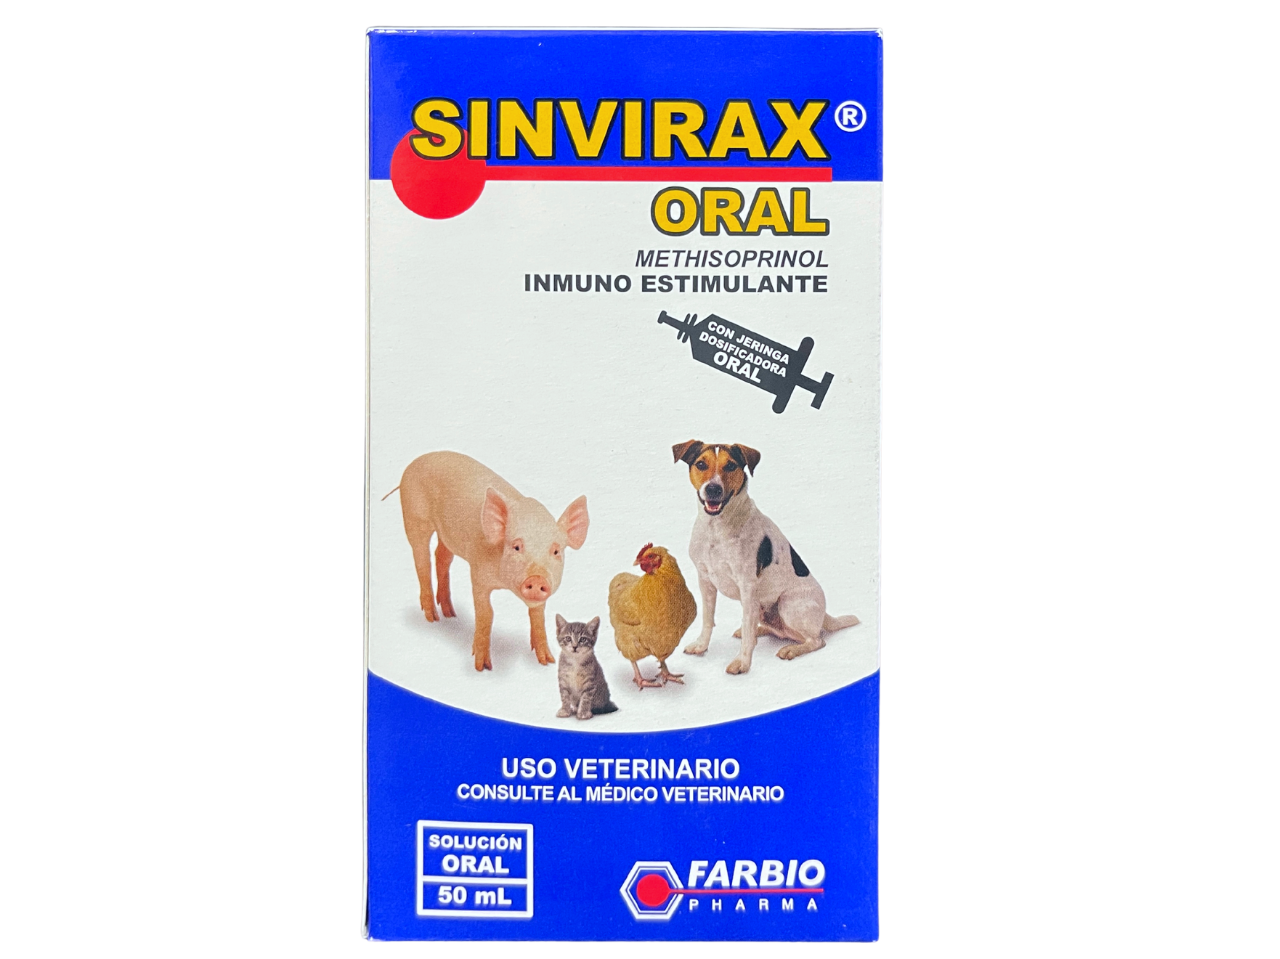 SINVIRAX®
ORAL
METHISOPRINOL
INMUNO ESTIMULANTE
CON JERINGA
DOSIFICADORA
ORAL
USO VETERINARIO
CONSULTE AL MÉDICO VETERINARIO
SOLUCIÓN
ORAL
50 mL
FARBIO
PHARMA